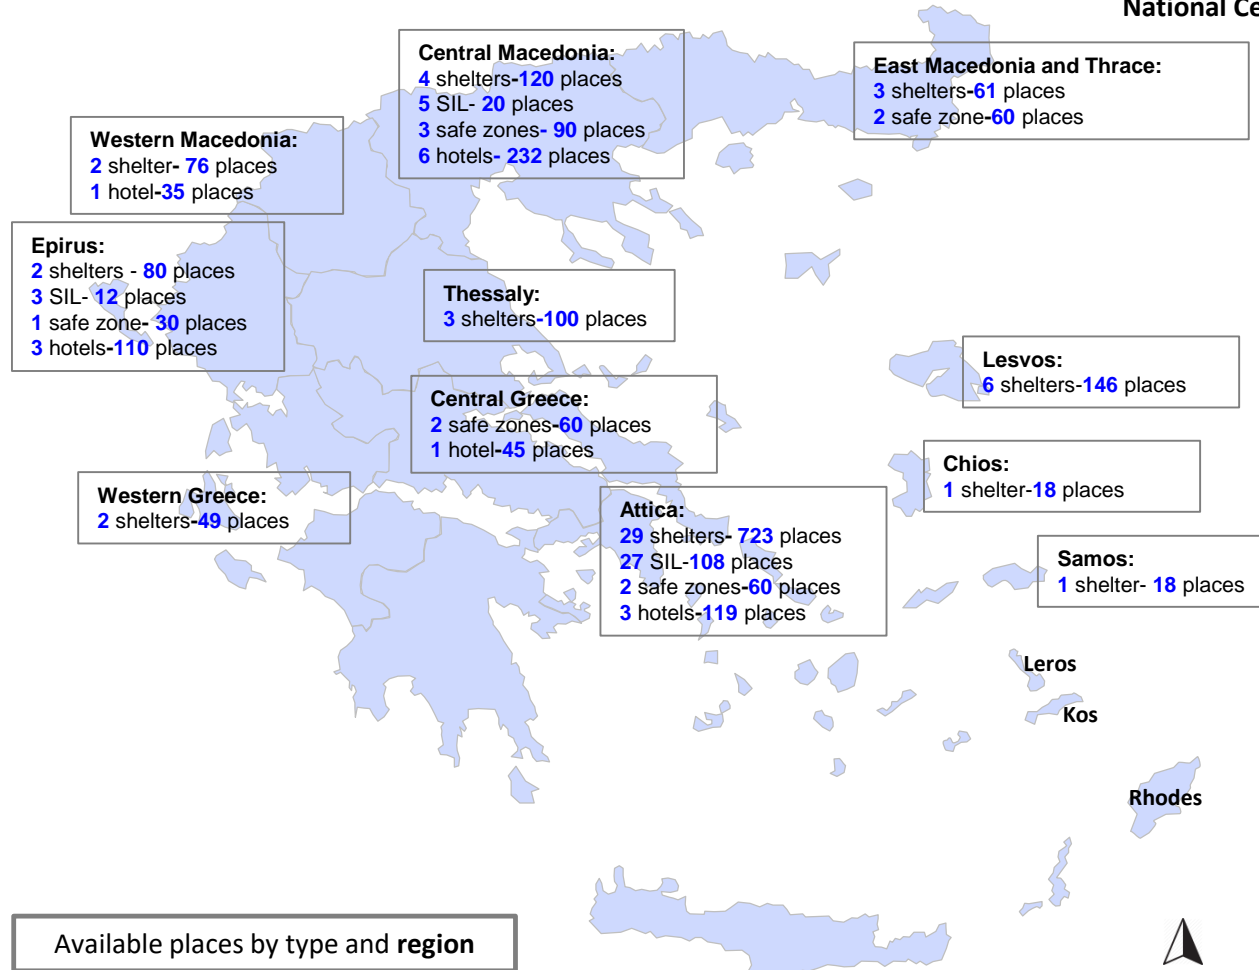 National Ce
Central Macedonia:
4 shelters-120 places
5 SIL- 20 places
3 safe zones- 90 places
6 hotels- 232 places
East Macedonia and Thrace:
3 shelters-61 places
2 safe zone-60 places
Western Macedonia:
2 shelter- 76 places
1 hotel-35 places
Epirus:
2 shelters - 80 places
3 SIL- 12 places
1 safe zone- 30 places
3 hotels-110 places
Thessaly:
3 shelters-100 places
Lesvos:
6 shelters-146 places
Central Greece:
2 safe zones-60 places
1 hotel-45 places
Chios:
1 shelter-18 places
Western Greece:
2 shelters-49 places
Attica:
29 shelters- 723 places
27 SIL-108 places
2 safe zones-60 places
3 hotels-119 places
Samos:
1 shelter- 18 places
Leros
Kos
Rhodes
Available places by type and region